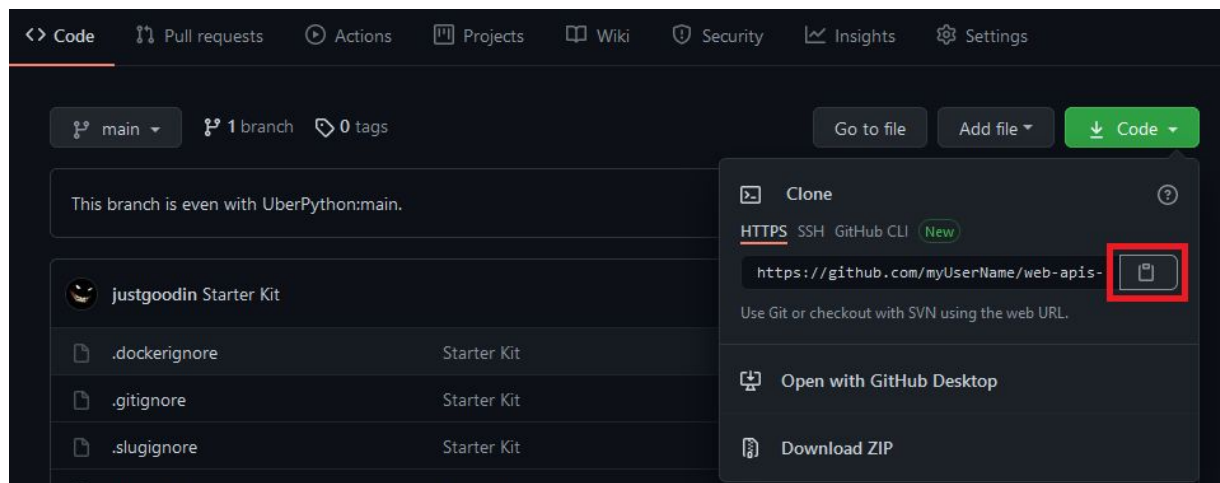 <> Code Pull requests Actions Projects Wiki Security Insights Settings
main 1 branch 0 tags Go to file Add file Code
This branch is even with UberPython:main.
justgoodin Starter Kit
.dockerignore Starter Kit
.gitignore Starter Kit
.slugignore Starter Kit
Clone
HTTPS SSH GitHub CLI New
https://github.com/myUserName/web-apis-
Use Git or checkout with SVN using the web URL.
Open with GitHub Desktop
Download ZIP